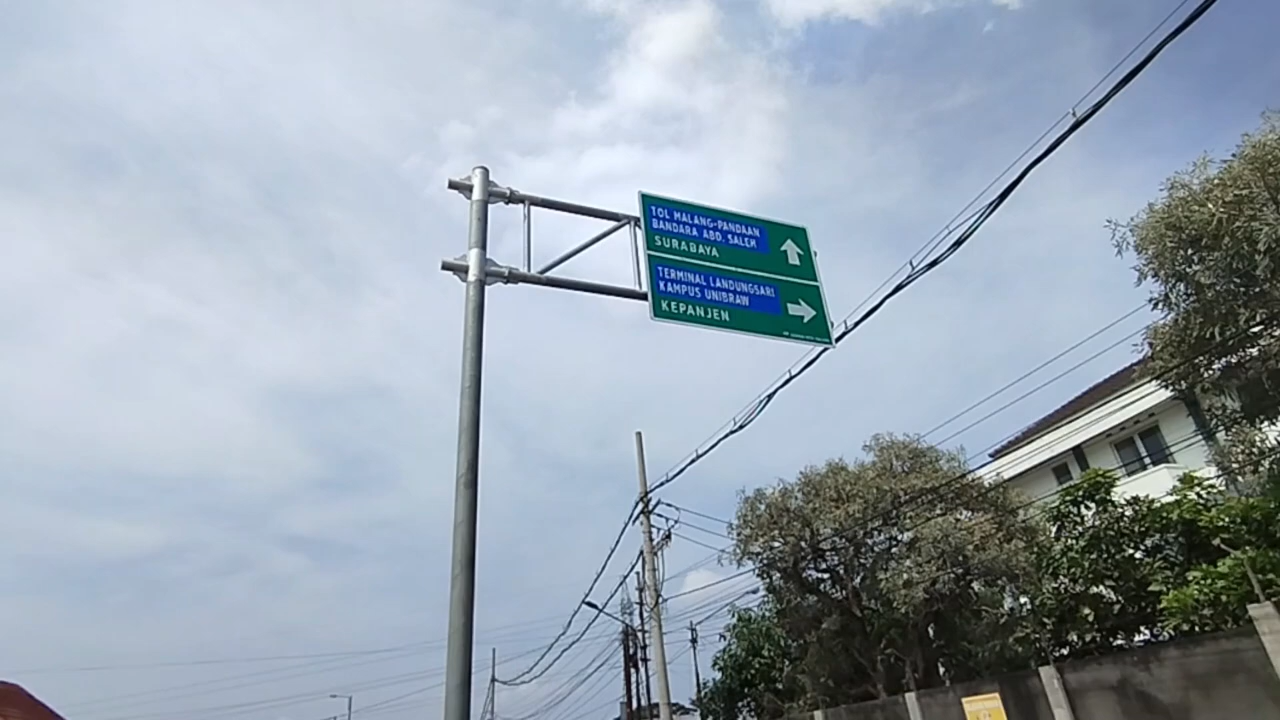 TOL MALANG-PANDAAN
BANDARA ABD. SALEH
SURABAYA
TERMINAL LANDUNGSARI
KAMPUS UNIBRAW
KEPANJEN